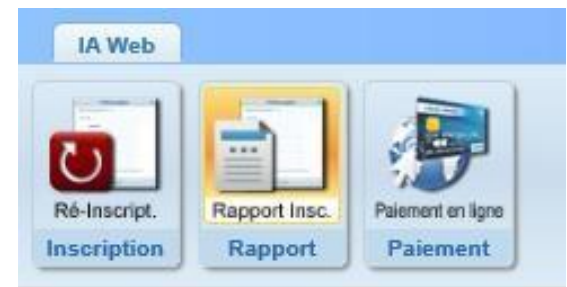 IA Web
Ré-Inscript. Rapport Insc. Paiement en ligne
Inscription Rapport Paiement